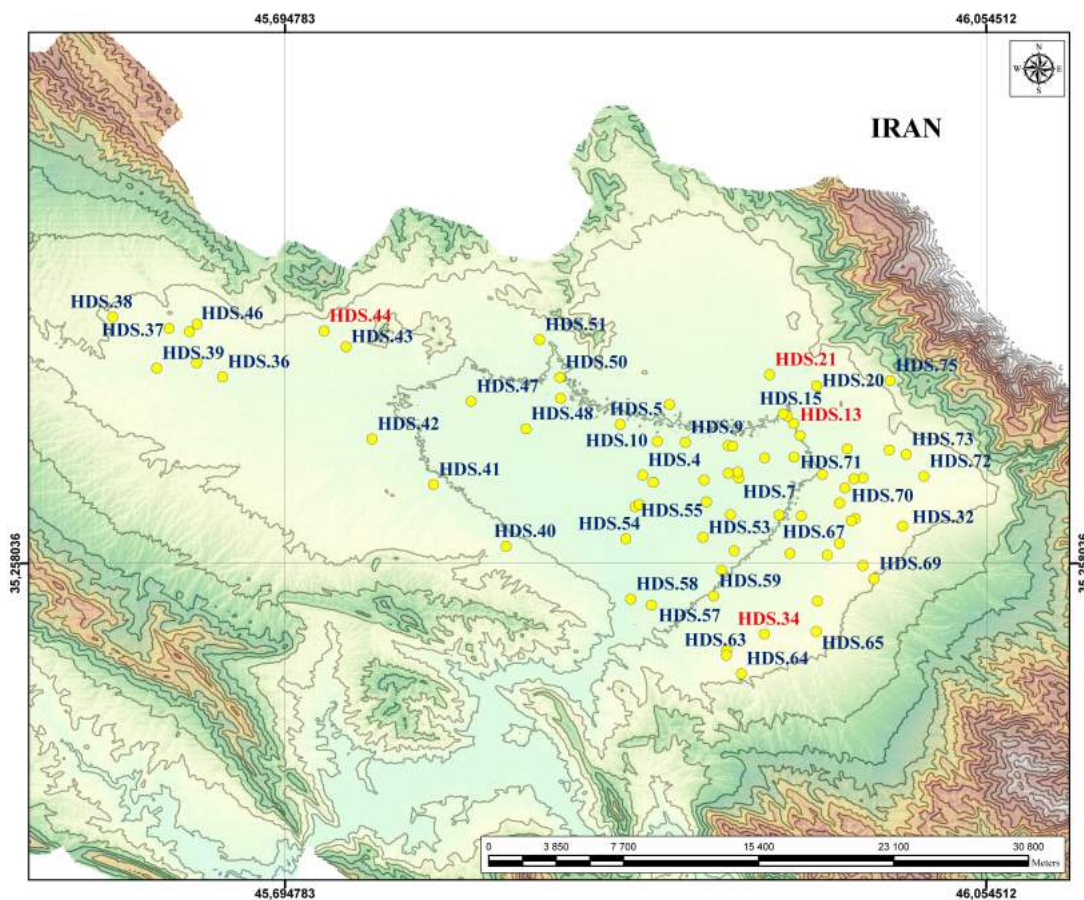 45,694783
46,054512
N
W E
S
IRAN
HDS.38
HDS.46
HDS.44
HDS.37
HDS.43
HDS.51
HDS.39
HDS.36
HDS.50
HDS.21
HDS.75
HDS.20
HDS.47
HDS.15
HDS.5
HDS.13
HDS.48
HDS.42
HDS.9
HDS.10
HDS.73
HDS.4
HDS.71
HDS.72
HDS.41
HDS.7
HDS.70
HDS.55
HDS.54
HDS.53
HDS.67
HDS.32
HDS.40
35,258036
35,258036
HDS.69
HDS.58
HDS.59
HDS.57
HDS.34
HDS.63
HDS.65
HDS.64
0 3 850 7 700 15 400 23 100 30 800
Meters
45,694783
46,054512